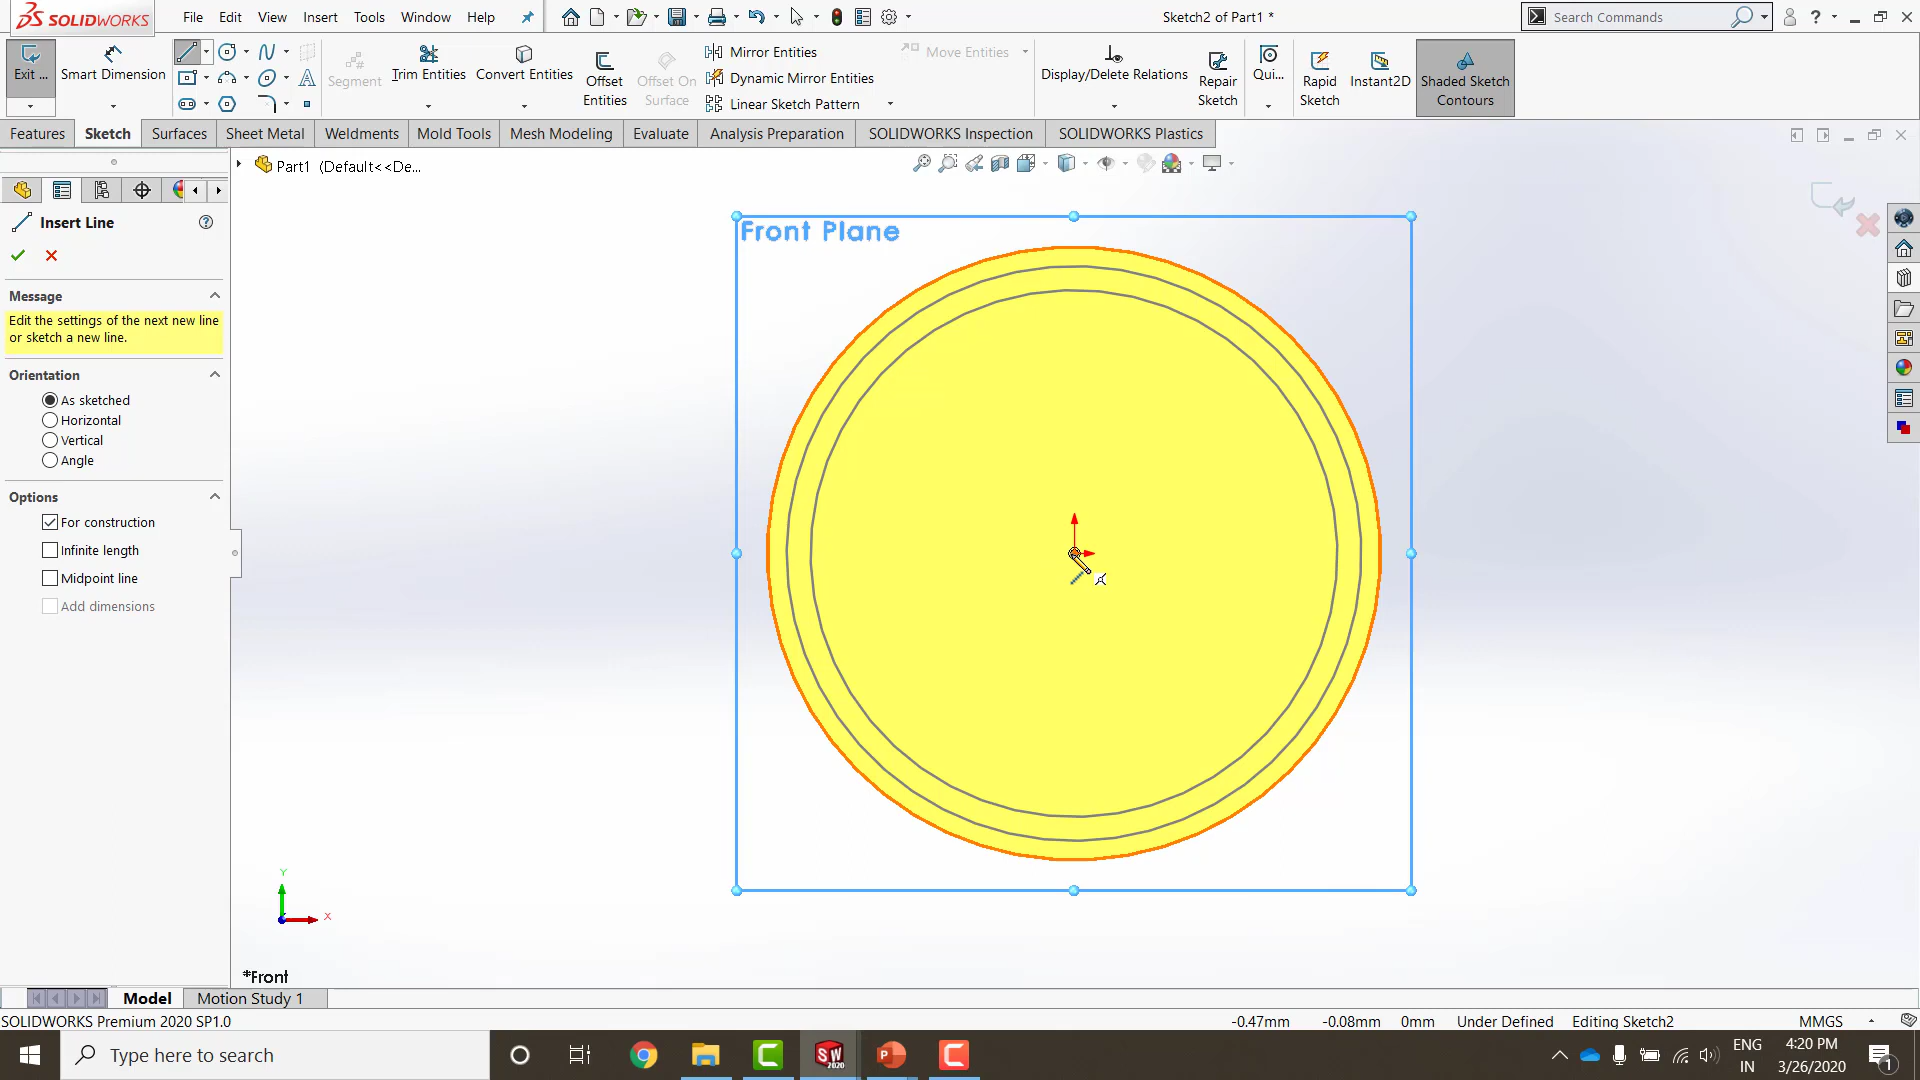 SOLIDWORKS File Edit View Insert Tools Window Help Sketch2 of Part1 * Search Commands ?
Exit ... Smart Dimension Segment Trim Entities Convert Entities Offset Entities Offset On Surface Mirror Entities Dynamic Mirror Entities Linear Sketch Pattern Move Entities Display/Delete Relations Repair Sketch Qui... Rapid Sketch Instant2D Shaded Sketch Contours
Features Sketch Surfaces Sheet Metal Weldments Mold Tools Mesh Modeling Evaluate Analysis Preparation SOLIDWORKS Inspection SOLIDWORKS Plastics
Part1 (Default<<De...
Insert Line ?
Message
Edit the settings of the next new line
or sketch a new line.
Orientation
As sketched
Horizontal
Vertical
Angle
Options
For construction
Infinite length
Midpoint line
Add dimensions
Front Plane
Y
X
*Front
Model Motion Study 1
SOLIDWORKS Premium 2020 SP1.0 -0.47mm -0.08mm 0mm Under Defined Editing Sketch2 MMGS
Type here to search SW 2020 P ENG IN 4:20 PM 3/26/2020 1